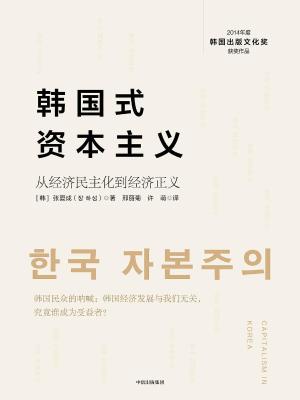 2014年度
韩国出版文化奖
获奖作品
韩国式
资本主义
从经济民主化到经济正义
[韩] 张夏成(장 하성)著 邢丽菊 许 萌 译
한국 자본주의
韩国民众的呐喊：韩国经济发展与我们无关，
究竟谁成为受益者？
CAPITALISM IN
KOREA
中信出版集团